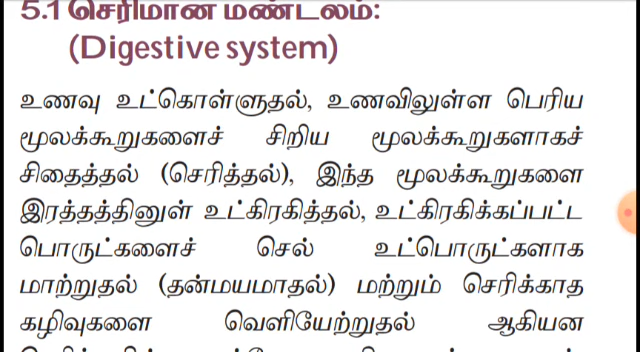 5.1 செரிமான மண்டலம்:
(Digestive system)
உணவு உட்கொள்ளுதல், உணவிலுள்ள பெரிய
மூலக்கூறுகளைச் சிறிய மூலக்கூறுகளாகச்
சிதைத்தல் (செரித்தல்), இந்த மூலக்கூறுகளை
இரத்தத்தினுள் உட்கிரகித்தல், உட்கிரகிக்கப்பட்ட
பொருட்களைச் செல் உட்பொருட்களாக
மாற்றுதல் (தன்மயமாதல்) மற்றும் செரிக்காத
கழிவுகளை வெளியேற்றுதல் ஆகியன